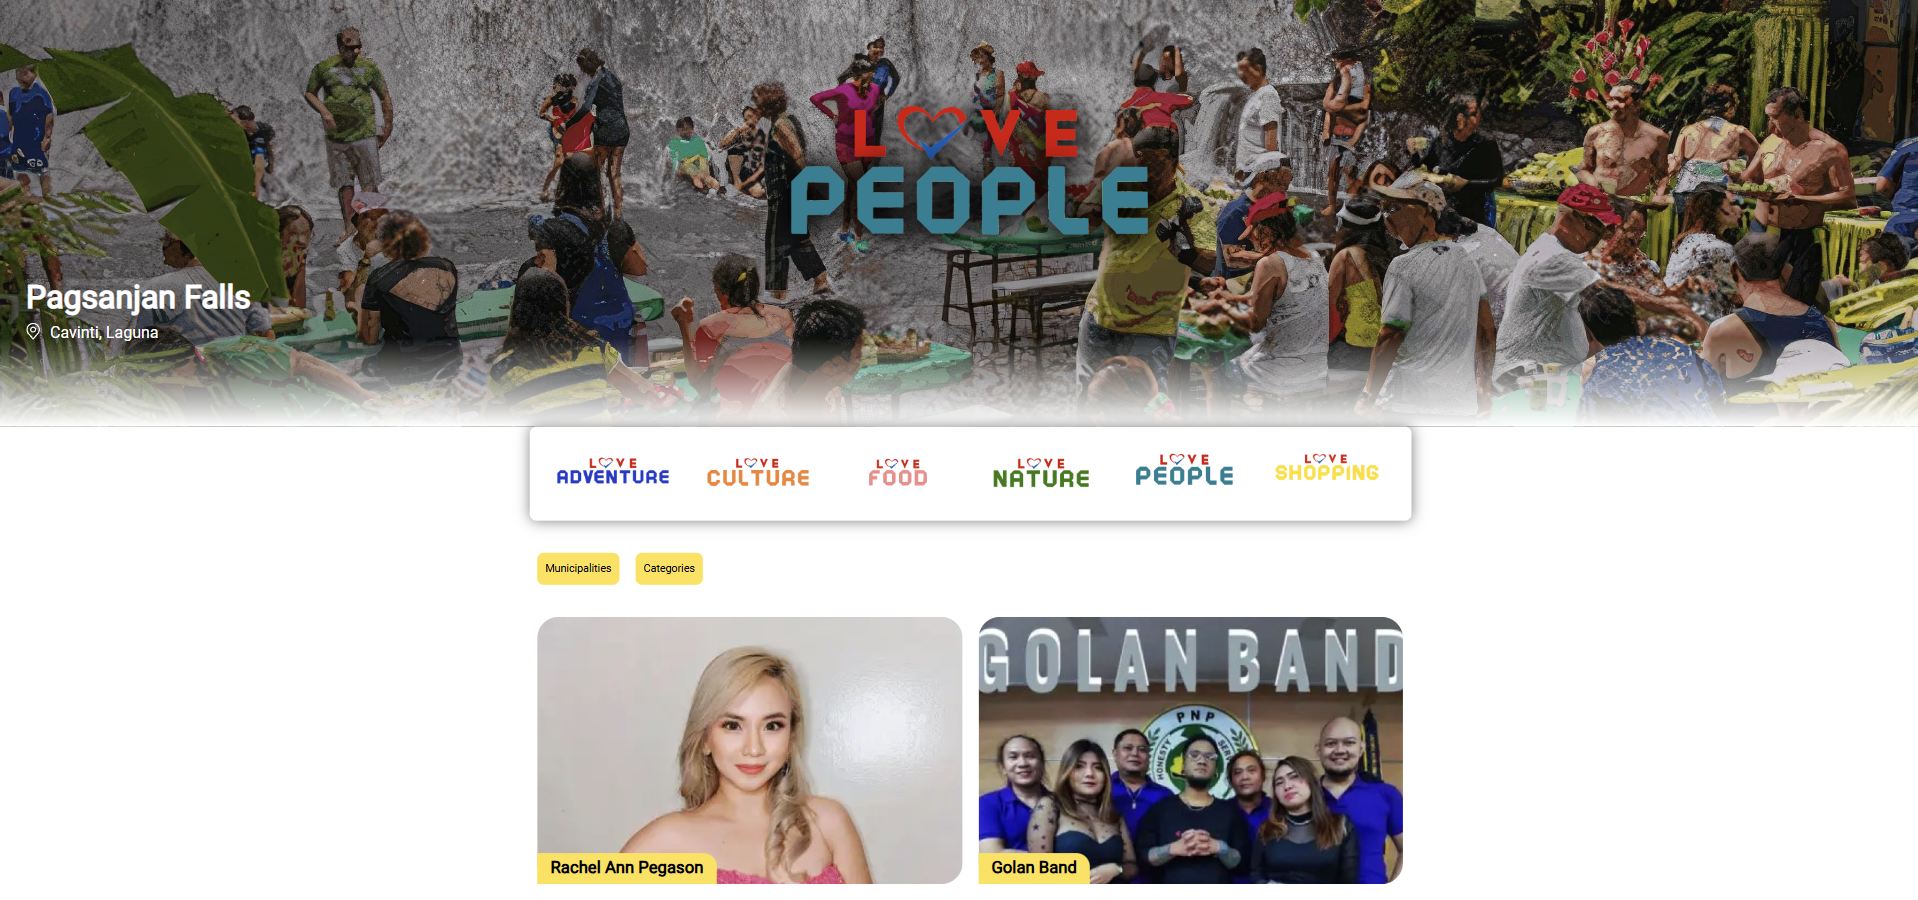 LOVE
PEOPLE
Pagsanjan Falls
Cavinti, Laguna
LOVE
ADVENTURE
LOVE
CULTURE
LOVE
FOOD
LOVE
NATURE
LOVE
PEOPLE
LOVE
SHOPPING
Municipalities
Categories
Rachel Ann Pegason
GOLAN BAND
PNP
HONESTY
Golan Band